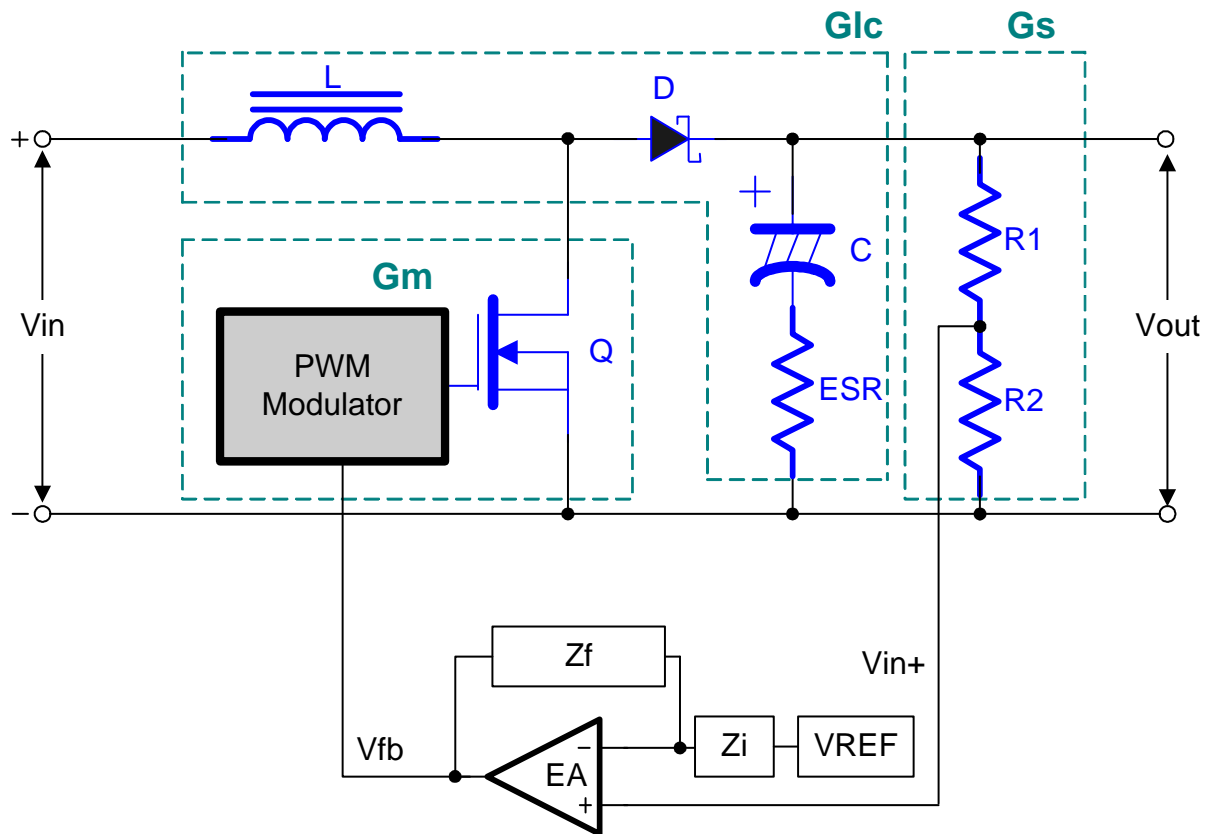 Glc
Gs
L
D
+
+
C
R1
Gm
Vin
PWM
Modulator
Q
Vout
ESR
R2
–
Zf
Vin+
Vfb
–
EA
+
Zi
VREF